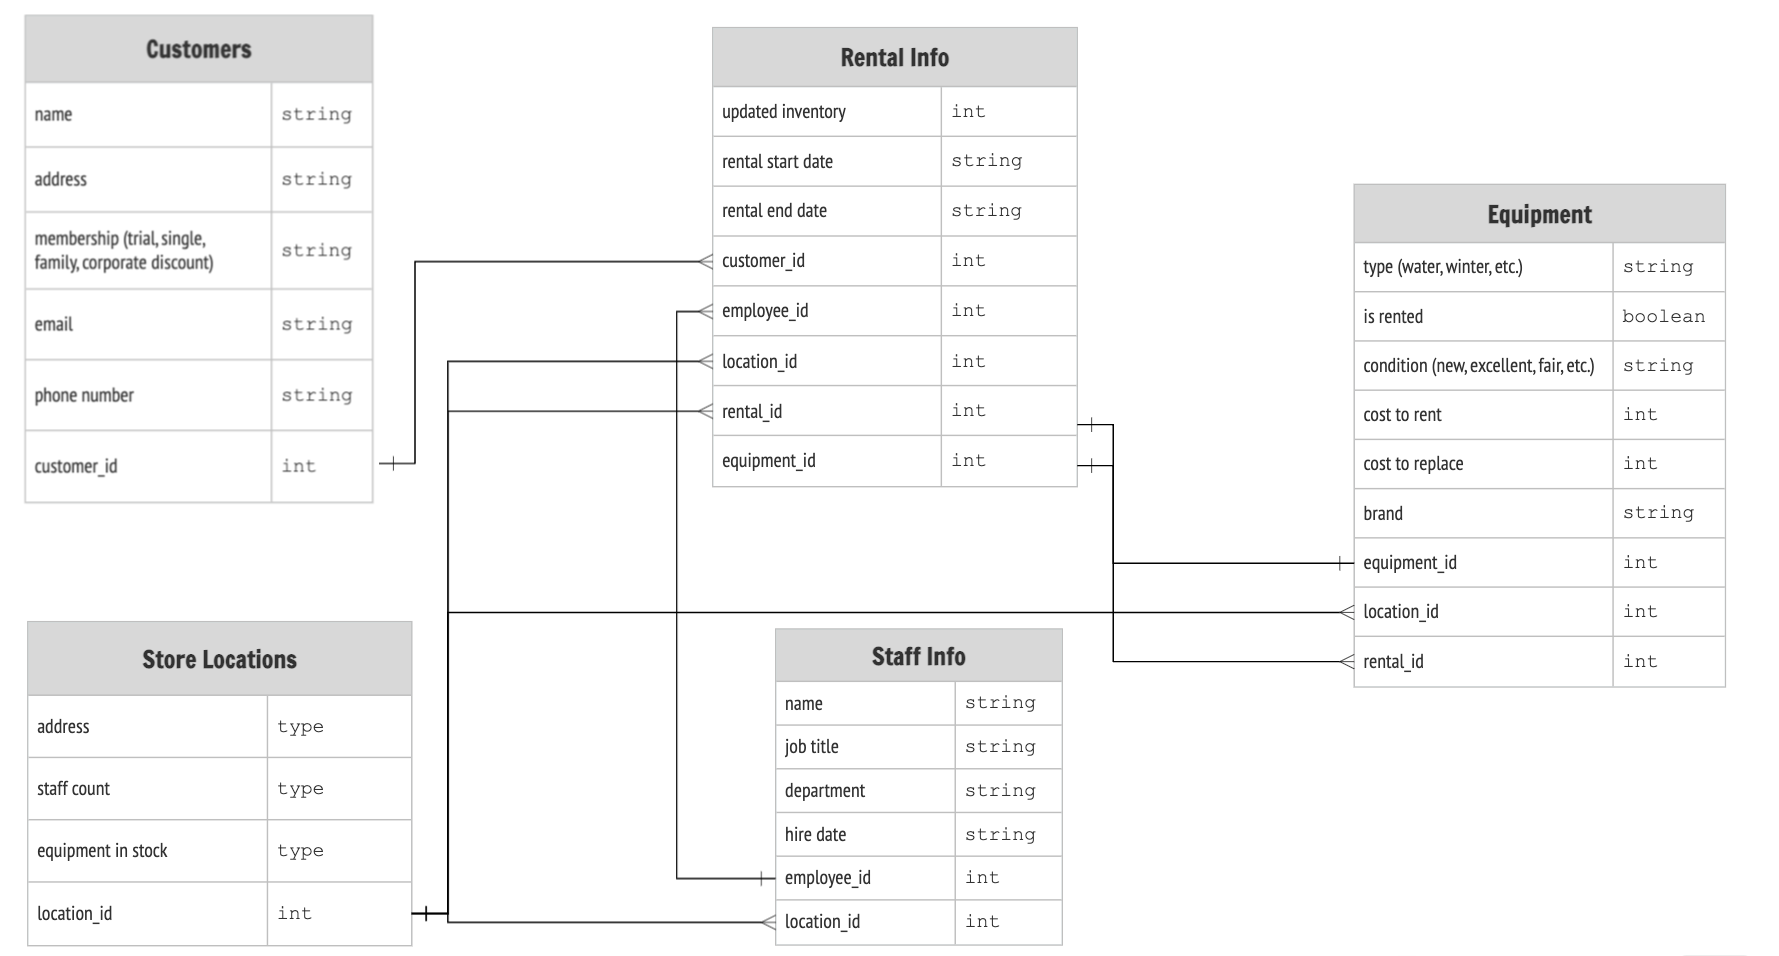 Customers
name string
address string
membership (trial, single,
family, corporate discount) string
email string
phone number string
customer_id int
Rental Info
updated inventory int
rental start date string
rental end date string
customer_id int
employee_id int
location_id int
rental_id int
equipment_id int
Equipment
type (water, winter, etc.) string
is rented boolean
condition (new, excellent, fair, etc.) string
cost to rent int
cost to replace int
brand string
equipment_id int
location_id int
rental_id int
Store Locations
address type
staff count type
equipment in stock type
location_id int
Staff Info
name string
job title string
department string
hire date string
employee_id int
location_id int